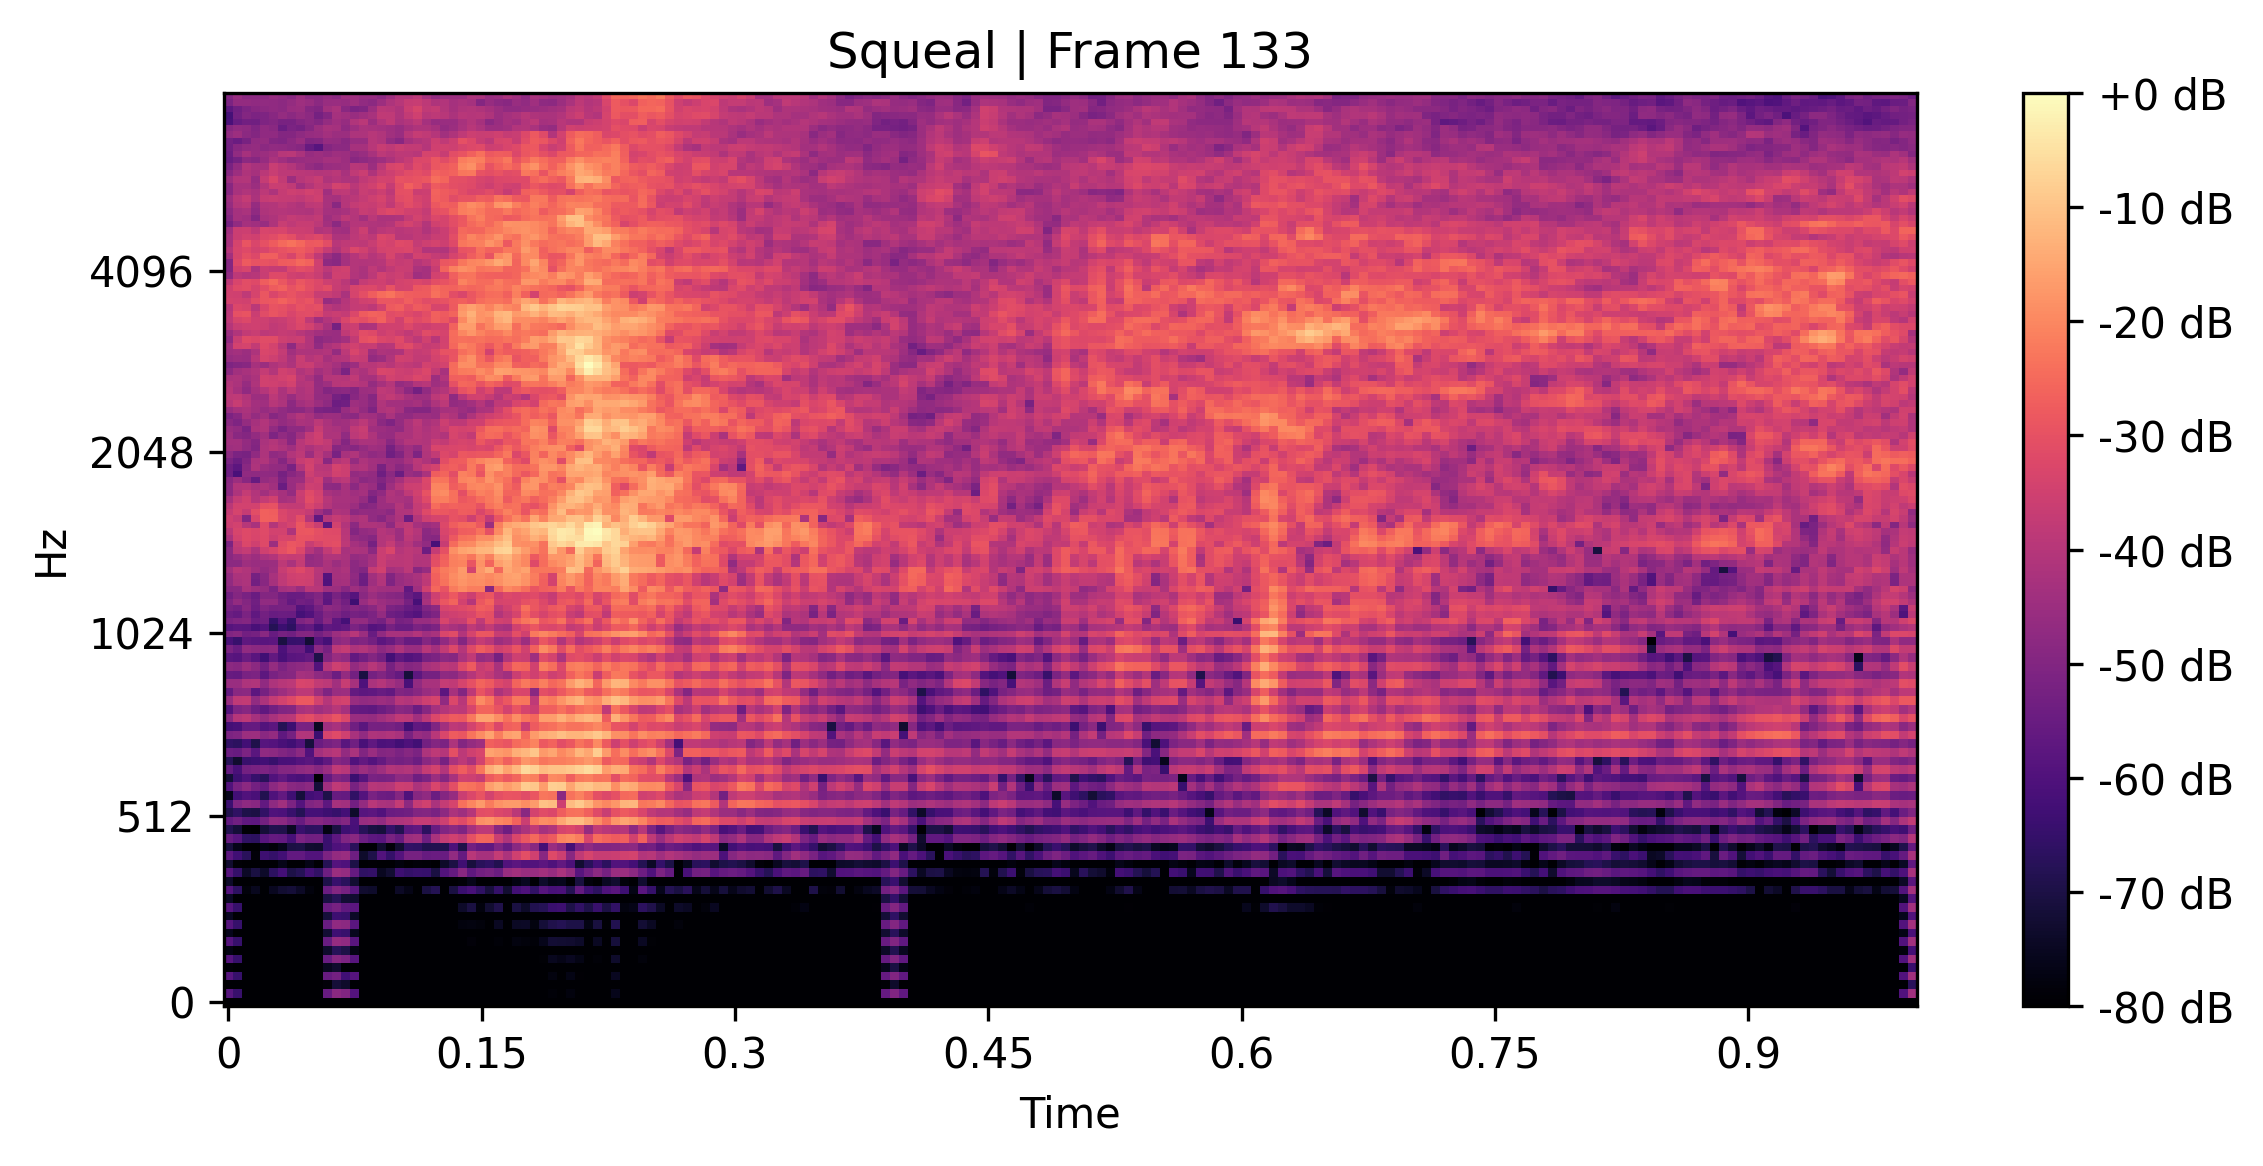 Squeal | Frame 133
+0 dB
-10 dB
-20 dB
-30 dB
-40 dB
-50 dB
-60 dB
-70 dB
-80 dB
4096
2048
1024
512
0
Hz
0 0.15 0.3 0.45 0.6 0.75 0.9
Time